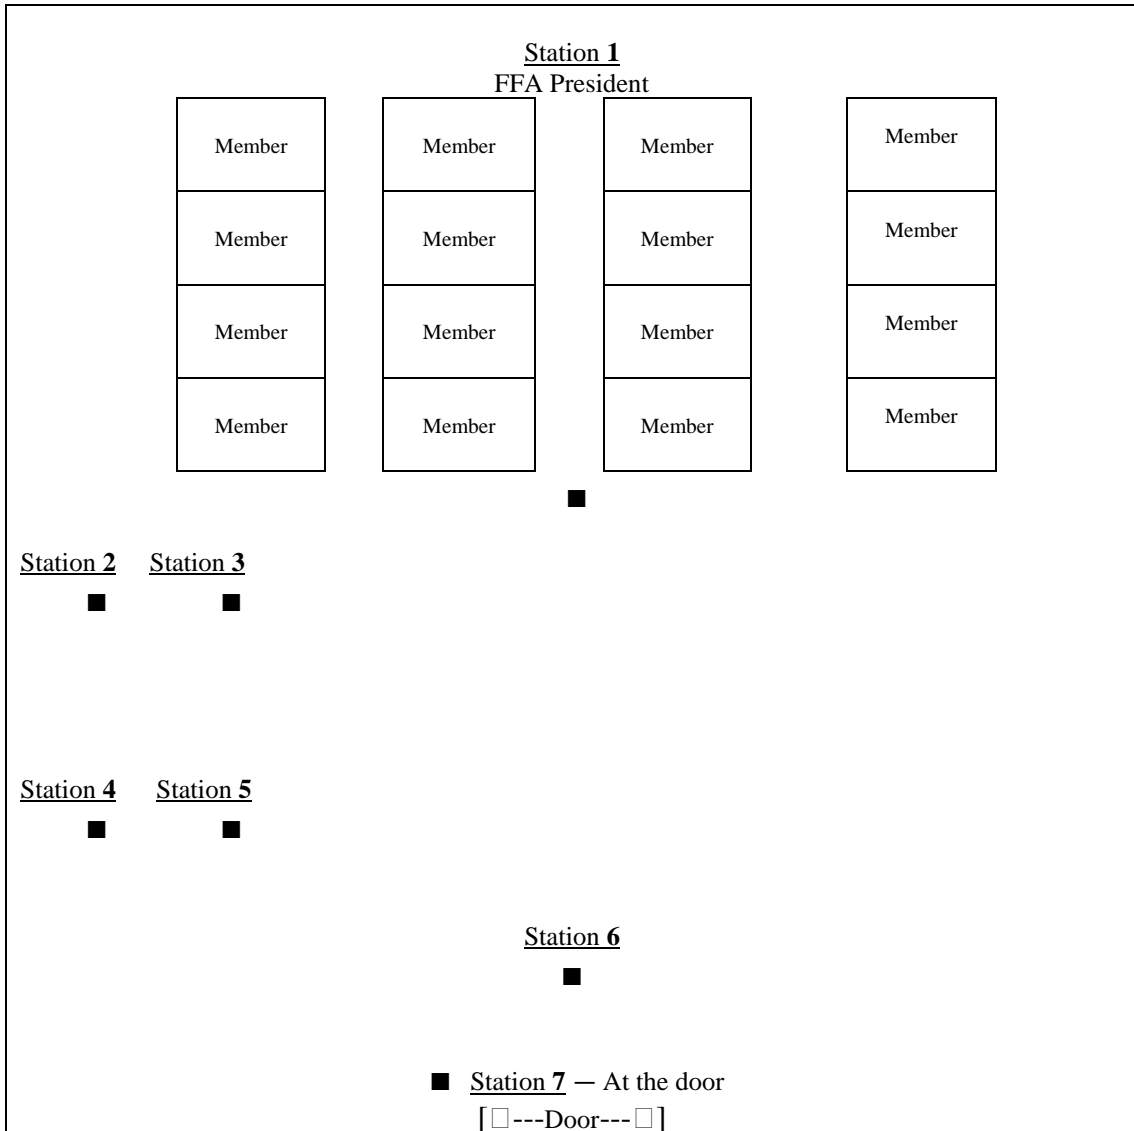 Station 1
FFA President
Member Member Member Member
Member Member Member Member
Member Member Member Member
Member Member Member Member
■
Station 2 Station 3
■ ■
Station 4 Station 5
■ ■
Station 6
■
■ Station 7 — At the door
[□---Door---□]